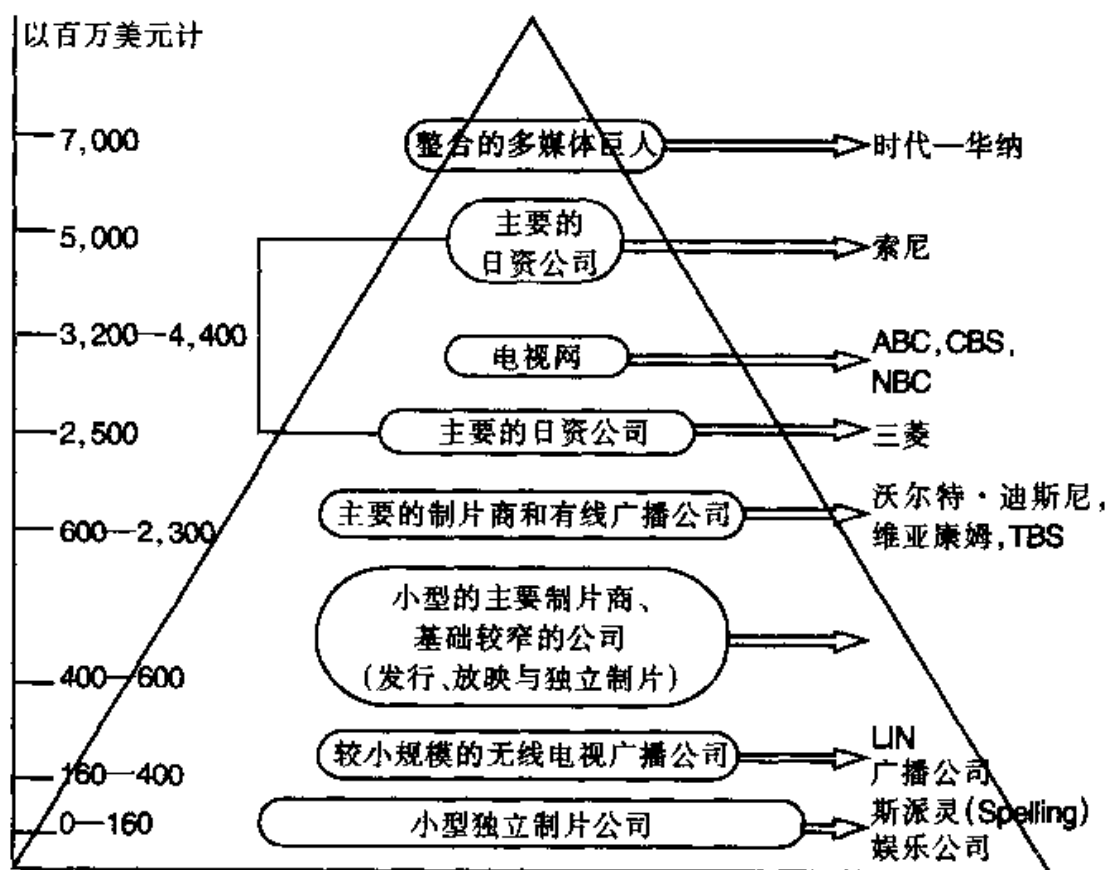 以百万美元计
7,000
整合的多媒体巨人
时代—华纳
5,000
主要的
日资公司
索尼
3,200—4,400
电视网
ABC,CBS,
NBC
2,500
主要的日资公司
三菱
600—2,300
主要的制片商和有线广播公司
沃尔特·迪斯尼,
维亚康姆,TBS
小型的主要制片商、
基础较窄的公司
(发行、放映与独立制片)
400—600
较小规模的无线电视广播公司
LIN
广播公司
160—400
0—160
小型独立制片公司
斯派灵(Spelling)
娱乐公司